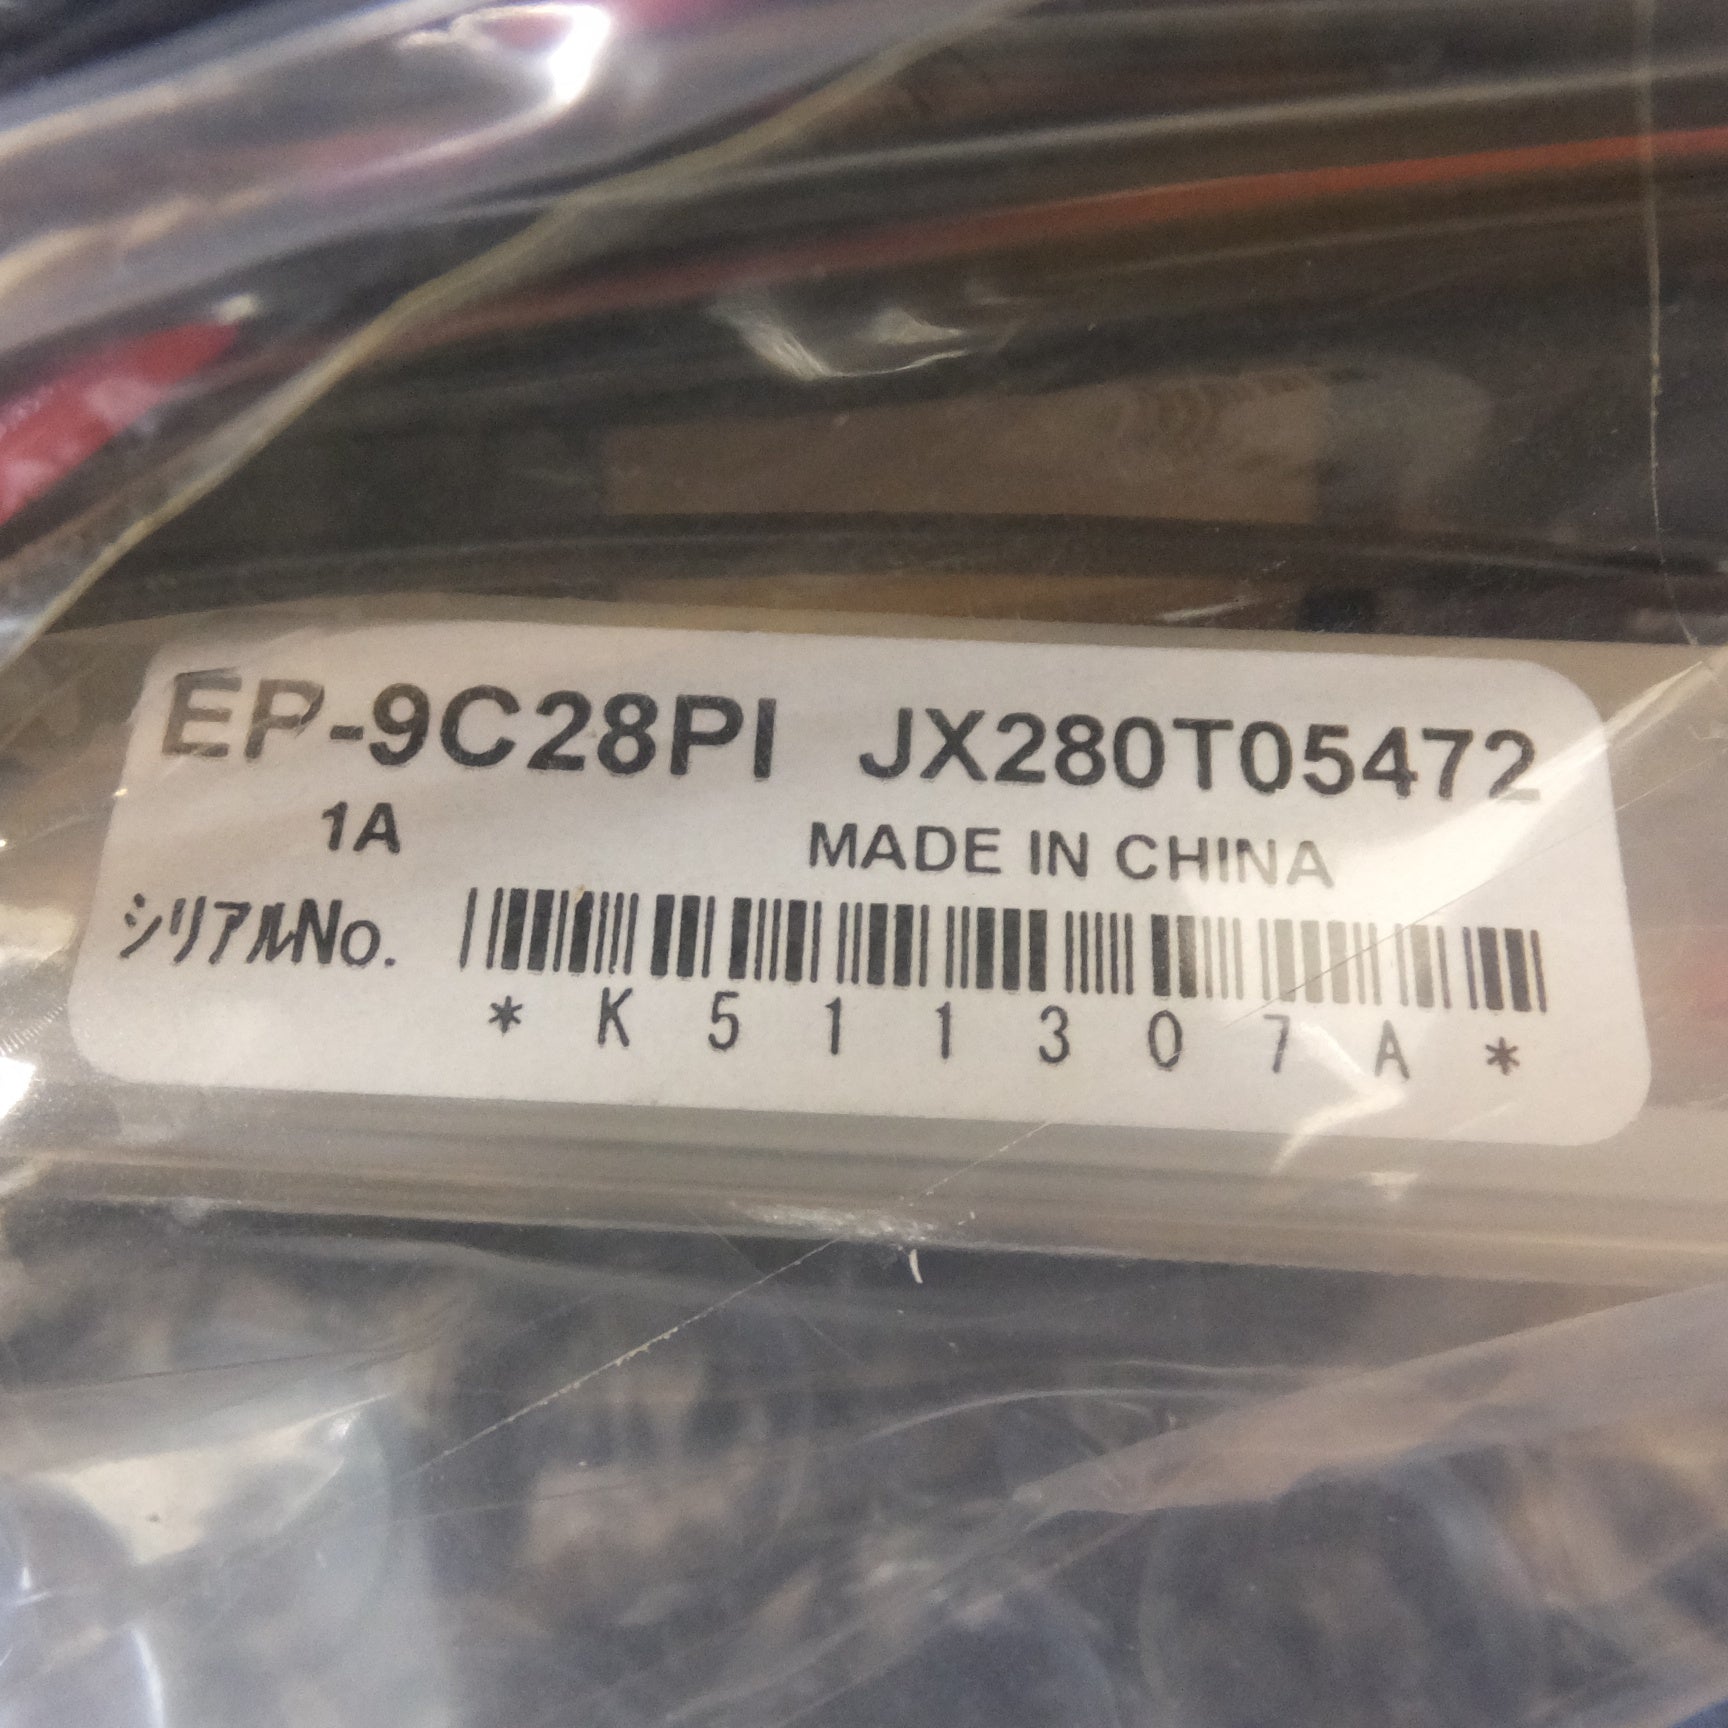 EP-9C28PI JX280T05472
1A MADE IN CHINA
シリアルNo.
*K511307A*